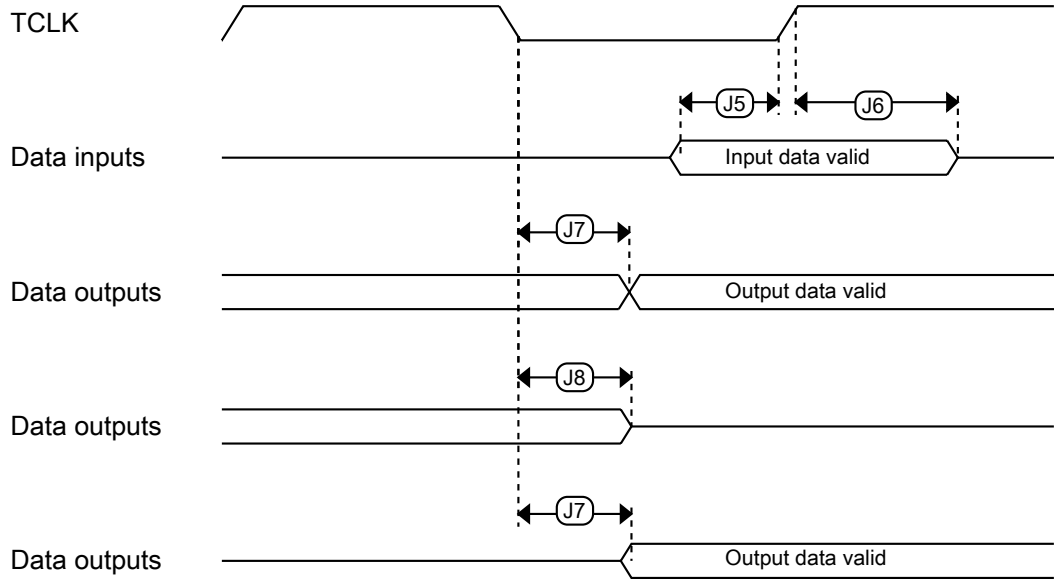 TCLK
J5
J6
Data inputs
Input data valid
J7
Data outputs
Output data valid
J8
Data outputs
J7
Data outputs
Output data valid